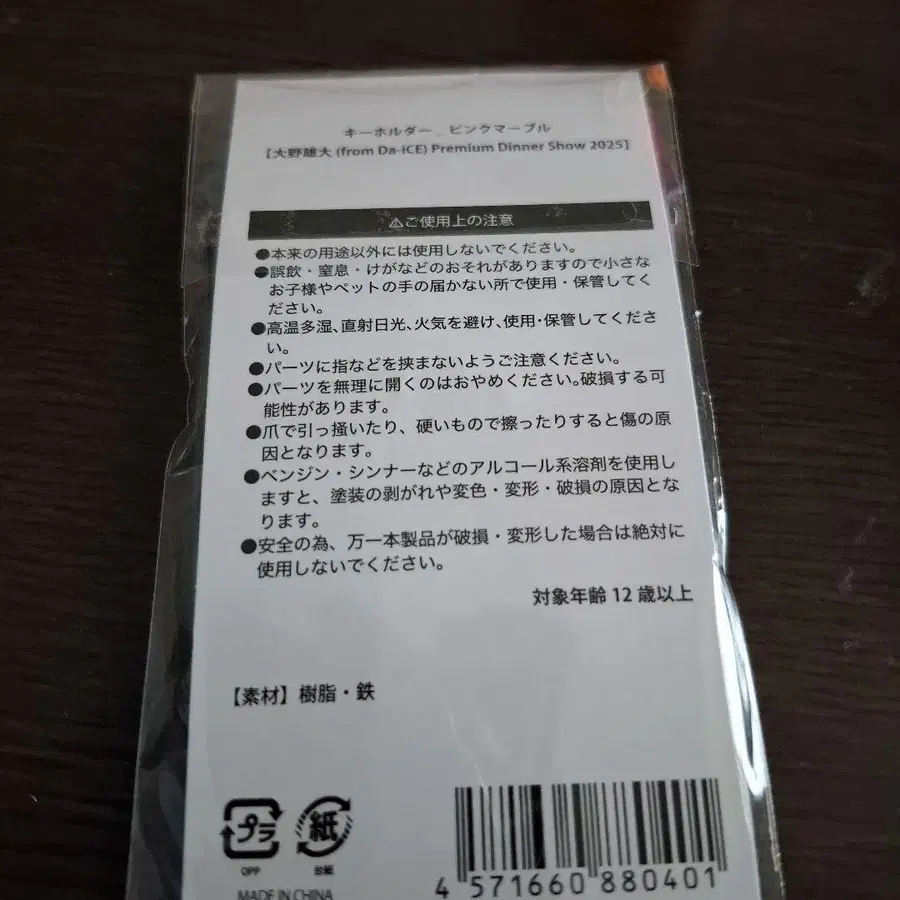 キーホルダー _ ピンクマーブル
【大野雄大 (from Da-iCE) Premium Dinner Show 2025】
⚠ご使用上の注意
●本来の用途以外には使用しないでください。
●誤飲・窒息・けがなどのおそれがありますので小さな
お子様やペットの手の届かない所で使用・保管してく
ださい。
●高温多湿、直射日光、火気を避け、使用・保管してくださ
い。
●パーツに指などを挟まないようご注意ください。
●パーツを無理に開くのはおやめください。破損する可
能性があります。
●爪で引っ掻いたり、硬いもので擦ったりすると傷の原
因となります。
●ベンジン・シンナーなどのアルコール系溶剤を使用し
ますと、塗装の剥がれや変色・変形・破損の原因とな
ります。
●安全の為、万一本製品が破損・変形した場合は絶対に
使用しないでください。
対象年齢 12 歳以上
【素材】樹脂・鉄
プラ 紙
OPP 台紙
MADE IN CHINA
4 571660 880401